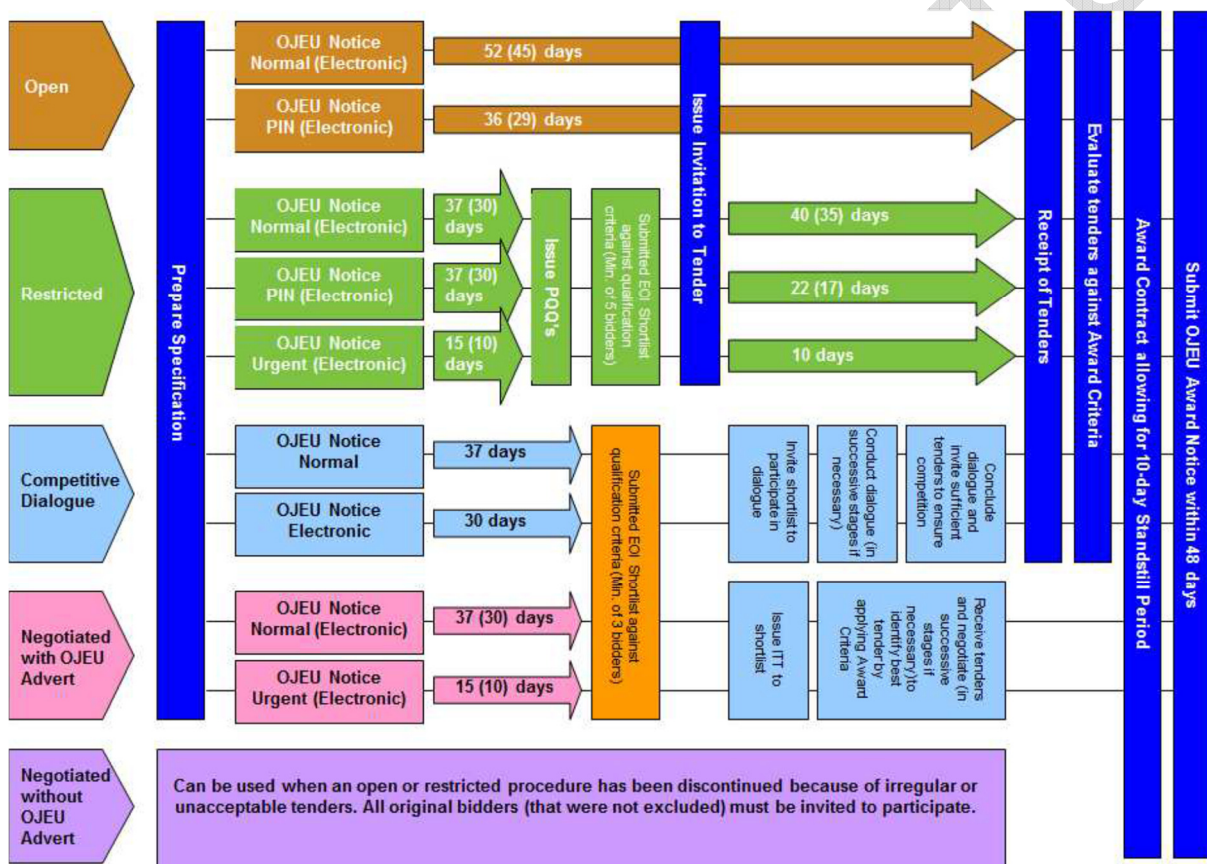 Open
Prepare Specification
OJEU Notice
Normal (Electronic)
52 (45) days
OJEU Notice
PIN (Electronic)
36 (29) days
Issue Invitation to Tender
Restricted
OJEU Notice
Normal (Electronic)
37 (30)
days
OJEU Notice
PIN (Electronic)
37 (30)
days
OJEU Notice
Urgent (Electronic)
15 (10)
days
Issue PQQ's
Submitted EOI Shortlist
against qualification
criteria (Min. of 5 bidders)
40 (35) days
22 (17) days
10 days
Receipt of Tenders
Evaluate tenders against Award Criteria
Award Contract allowing for 10-day Standstill Period
Submit OJEU Award Notice within 48 days
Competitive
Dialogue
OJEU Notice
Normal
37 days
OJEU Notice
Electronic
30 days
Submitted EOI Shortlist against
qualification criteria (Min. of 3 bidders)
Invite shortlist to
participate in
dialogue
Conduct dialogue (in
successive stages if
necessary)
Conclude
dialogue and
invite sufficient
tenders to ensure
competition
Negotiated
with OJEU
Advert
OJEU Notice
Normal (Electronic)
37 (30) days
OJEU Notice
Urgent (Electronic)
15 (10) days
Issue ITT to
shortlist
Receive tenders
and negotiate (in
successive
stages if
necessary) to
identify best
tender by
applying Award
Criteria
Negotiated
without
OJEU
Advert
Can be used when an open or restricted procedure has been discontinued because of irregular or
unacceptable tenders. All original bidders (that were not excluded) must be invited to participate.